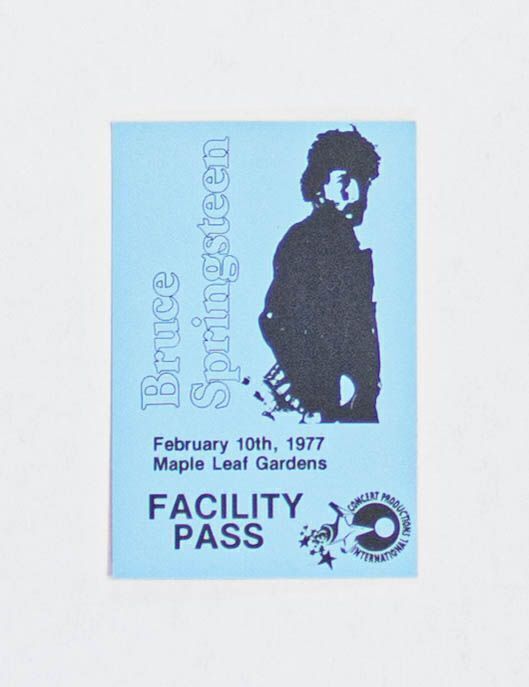 Bruce
Springsteen
February 10th, 1977
Maple Leaf Gardens
FACILITY
PASS
CONCERT PRODUCTIONS
INTERNATIONAL